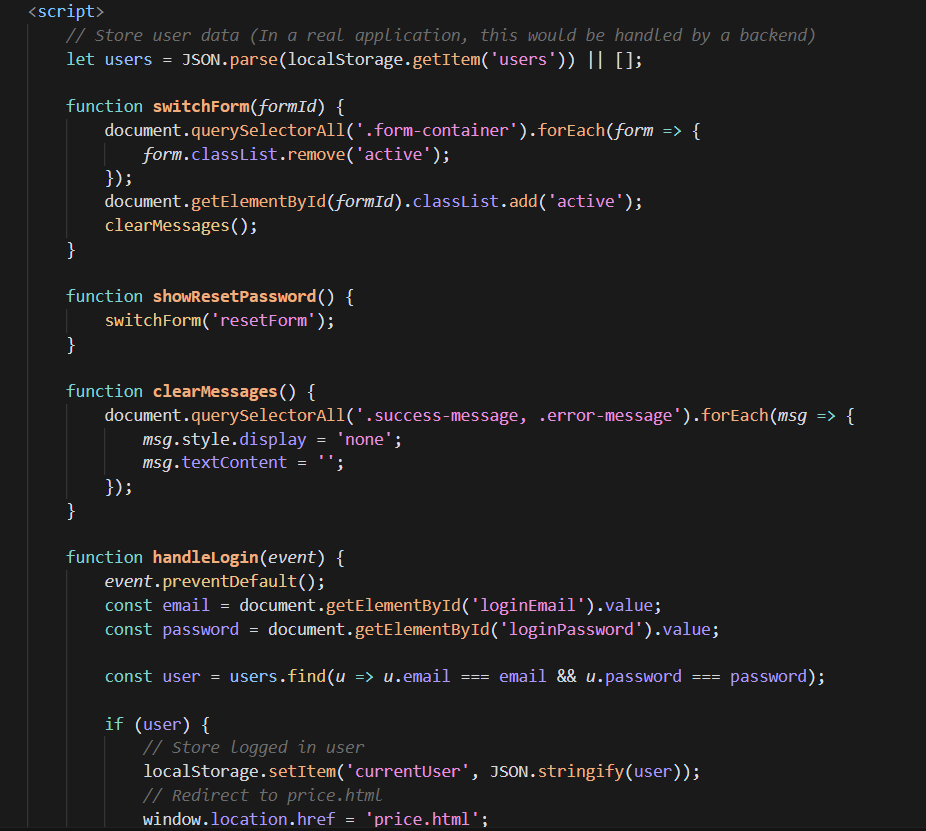 <script>
    // Store user data (In a real application, this would be handled by a backend)
    let users = JSON.parse(localStorage.getItem('users')) || [];

    function switchForm(formId) {
        document.querySelectorAll('.form-container').forEach(form => {
            form.classList.remove('active');
        });
        document.getElementById(formId).classList.add('active');
        clearMessages();
    }

    function showResetPassword() {
        switchForm('resetForm');
    }

    function clearMessages() {
        document.querySelectorAll('.success-message, .error-message').forEach(msg => {
            msg.style.display = 'none';
            msg.textContent = '';
        });
    }

    function handleLogin(event) {
        event.preventDefault();
        const email = document.getElementById('loginEmail').value;
        const password = document.getElementById('loginPassword').value;

        const user = users.find(u => u.email === email && u.password === password);

        if (user) {
            // Store logged in user
            localStorage.setItem('currentUser', JSON.stringify(user));
            // Redirect to price.html
            window.location.href = 'price.html';